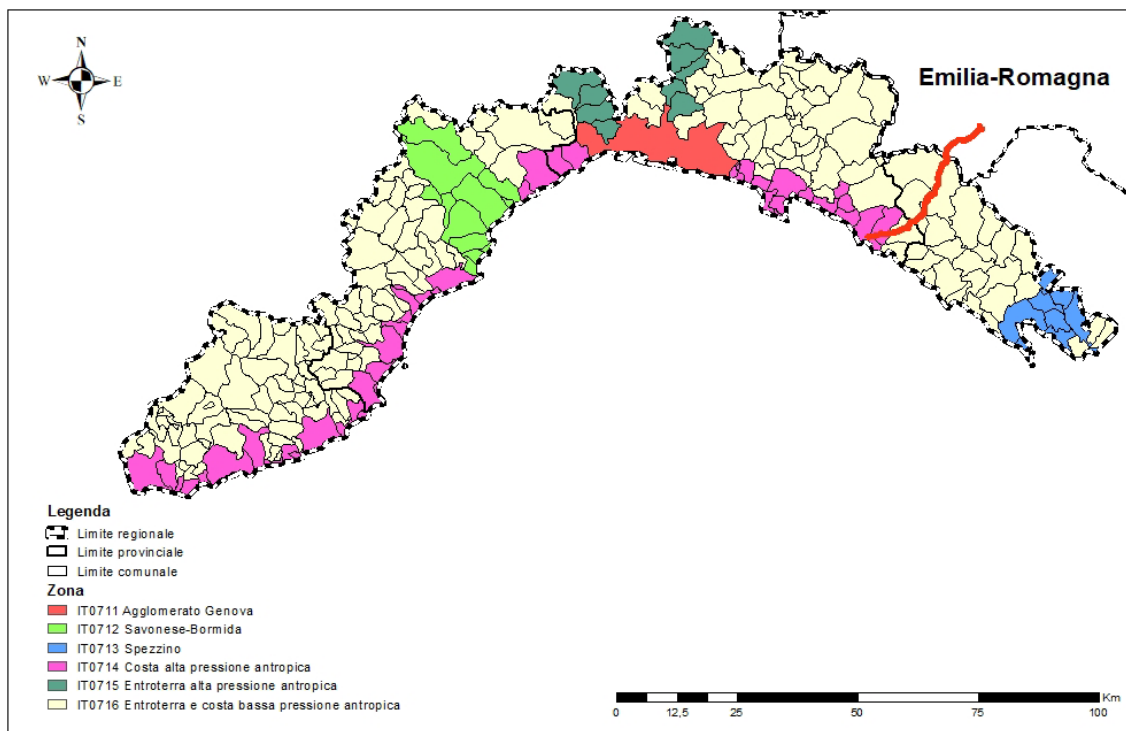 N
W E
S
Emilia-Romagna
Legenda
Limite regionale
Limite provinciale
Limite comunale
Zona
IT0711 Agglomerato Genova
IT0712 Savonese-Bormida
IT0713 Spezzino
IT0714 Costa alta pressione antropica
IT0715 Entroterra alta pressione antropica
IT0716 Entroterra e costa bassa pressione antropica
Km
0 12,5 25 50 75 100